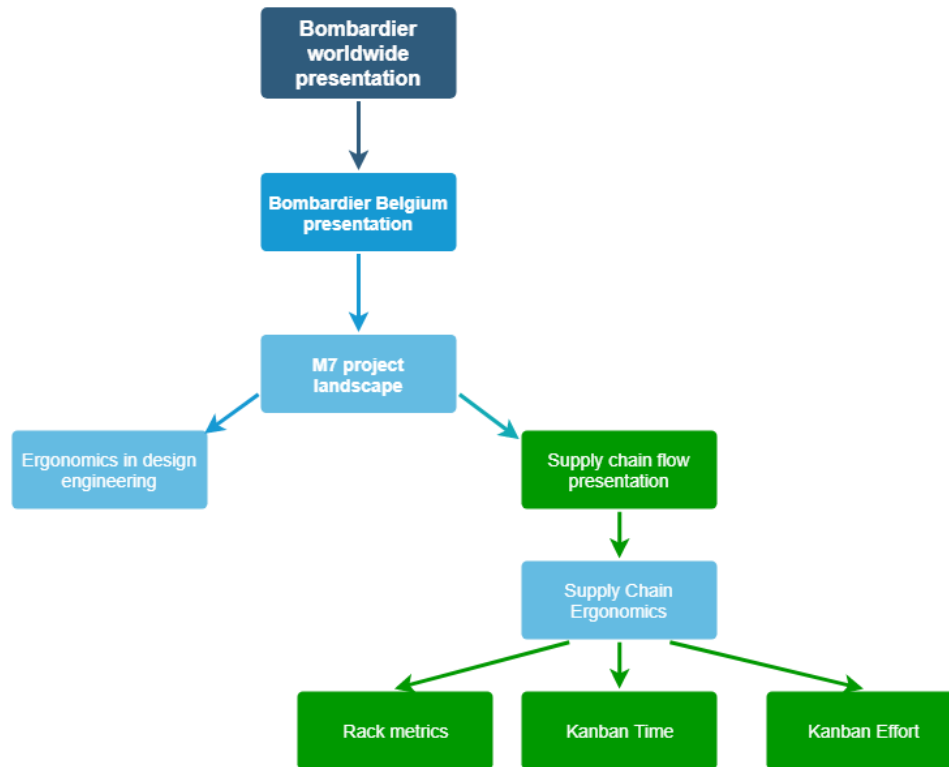 Bombardier
worldwide
presentation
Bombardier Belgium
presentation
M7 project
landscape
Ergonomics in design
engineering
Supply chain flow
presentation
Supply Chain
Ergonomics
Rack metrics
Kanban Time
Kanban Effort